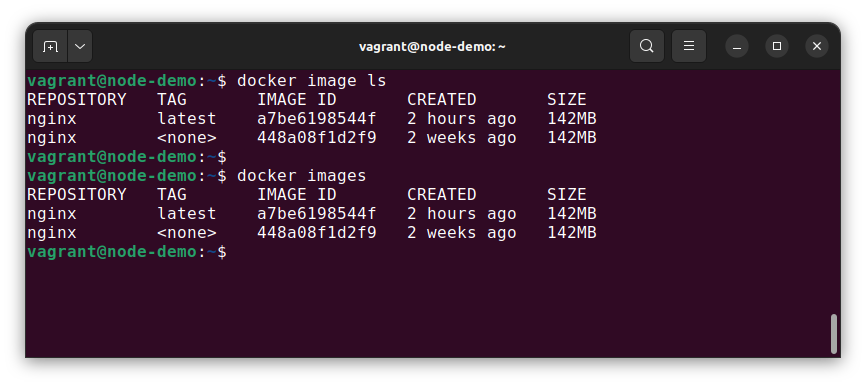 vagrant@node-demo: ~
vagrant@node-demo:~$ docker image ls
REPOSITORY   TAG       IMAGE ID       CREATED       SIZE
nginx        latest    a7be6198544f   2 hours ago   142MB
nginx        <none>    448a08f1d2f9   2 weeks ago   142MB
vagrant@node-demo:~$
vagrant@node-demo:~$ docker images
REPOSITORY   TAG       IMAGE ID       CREATED       SIZE
nginx        latest    a7be6198544f   2 hours ago   142MB
nginx        <none>    448a08f1d2f9   2 weeks ago   142MB
vagrant@node-demo:~$